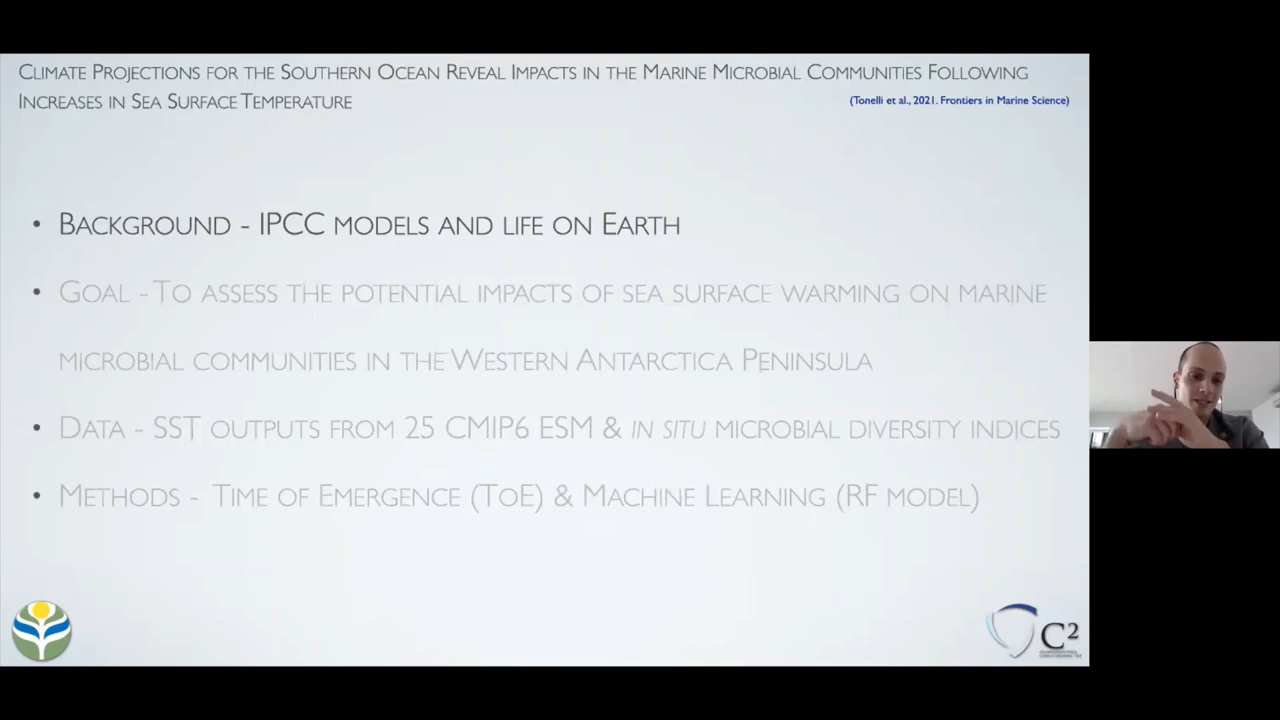 Climate Projections for the Southern Ocean Reveal Impacts in the Marine Microbial Communities Following
Increases in Sea Surface Temperature
(Tonelli et al., 2021. Frontiers in Marine Science)
• Background - IPCC models and life on Earth
• Goal - To assess the potential impacts of sea surface warming on marine
microbial communities in the Western Antarctica Peninsula
• Data - SST outputs from 25 CMIP6 ESM & in situ microbial diversity indices
• Methods - Time of Emergence (ToE) & Machine Learning (RF model)
C²